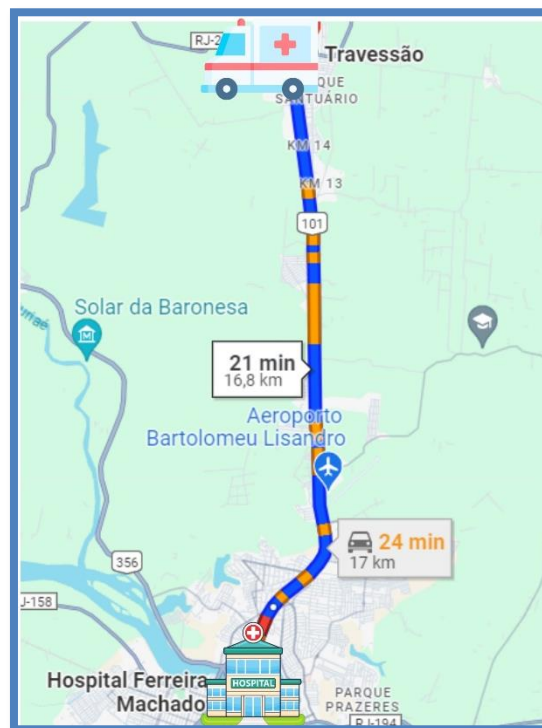 RJ-2
Travessão
QUE
SANTUÁRIO
KM 14
KM 13
101
Solar da Baronesa
M
21 min
16,8 km
Aeroporto
Bartolomeu Lisandro
24 min
17 km
356
J-158
HOSPITAL
Hospital Ferreira
Machado
PARQUE
PRAZERES
RJ-194